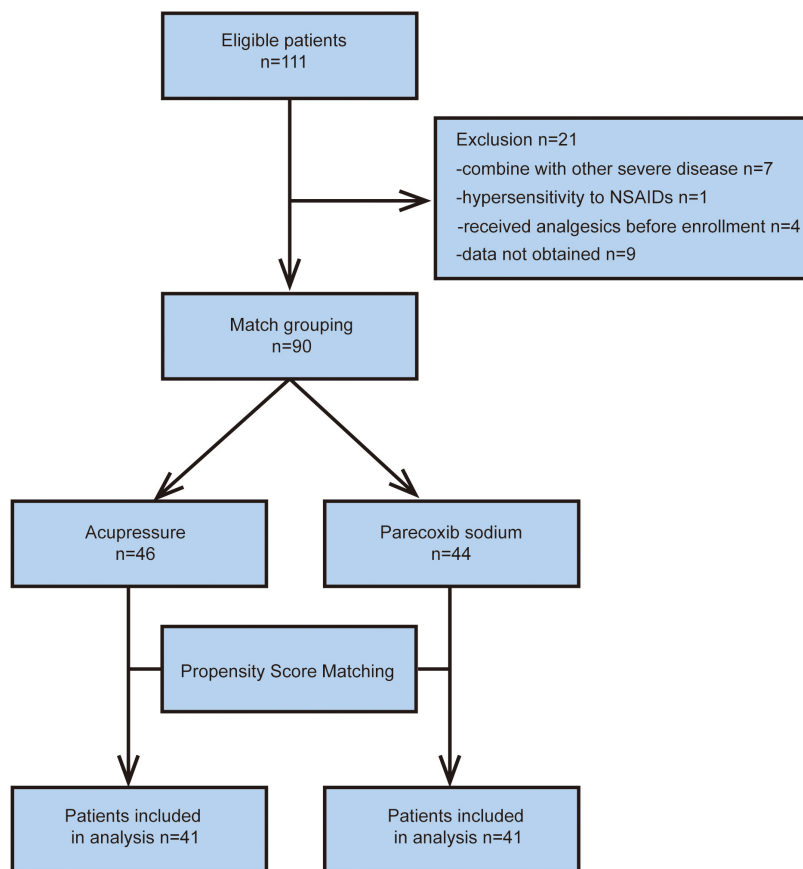 Eligible patients
n=111
Exclusion n=21
-combine with other severe disease n=7
-hypersensitivity to NSAIDs n=1
-received analgesics before enrollment n=4
-data not obtained n=9
Match grouping
n=90
Acupressure
n=46
Parecoxib sodium
n=44
Propensity Score Matching
Patients included
in analysis n=41
Patients included
in analysis n=41